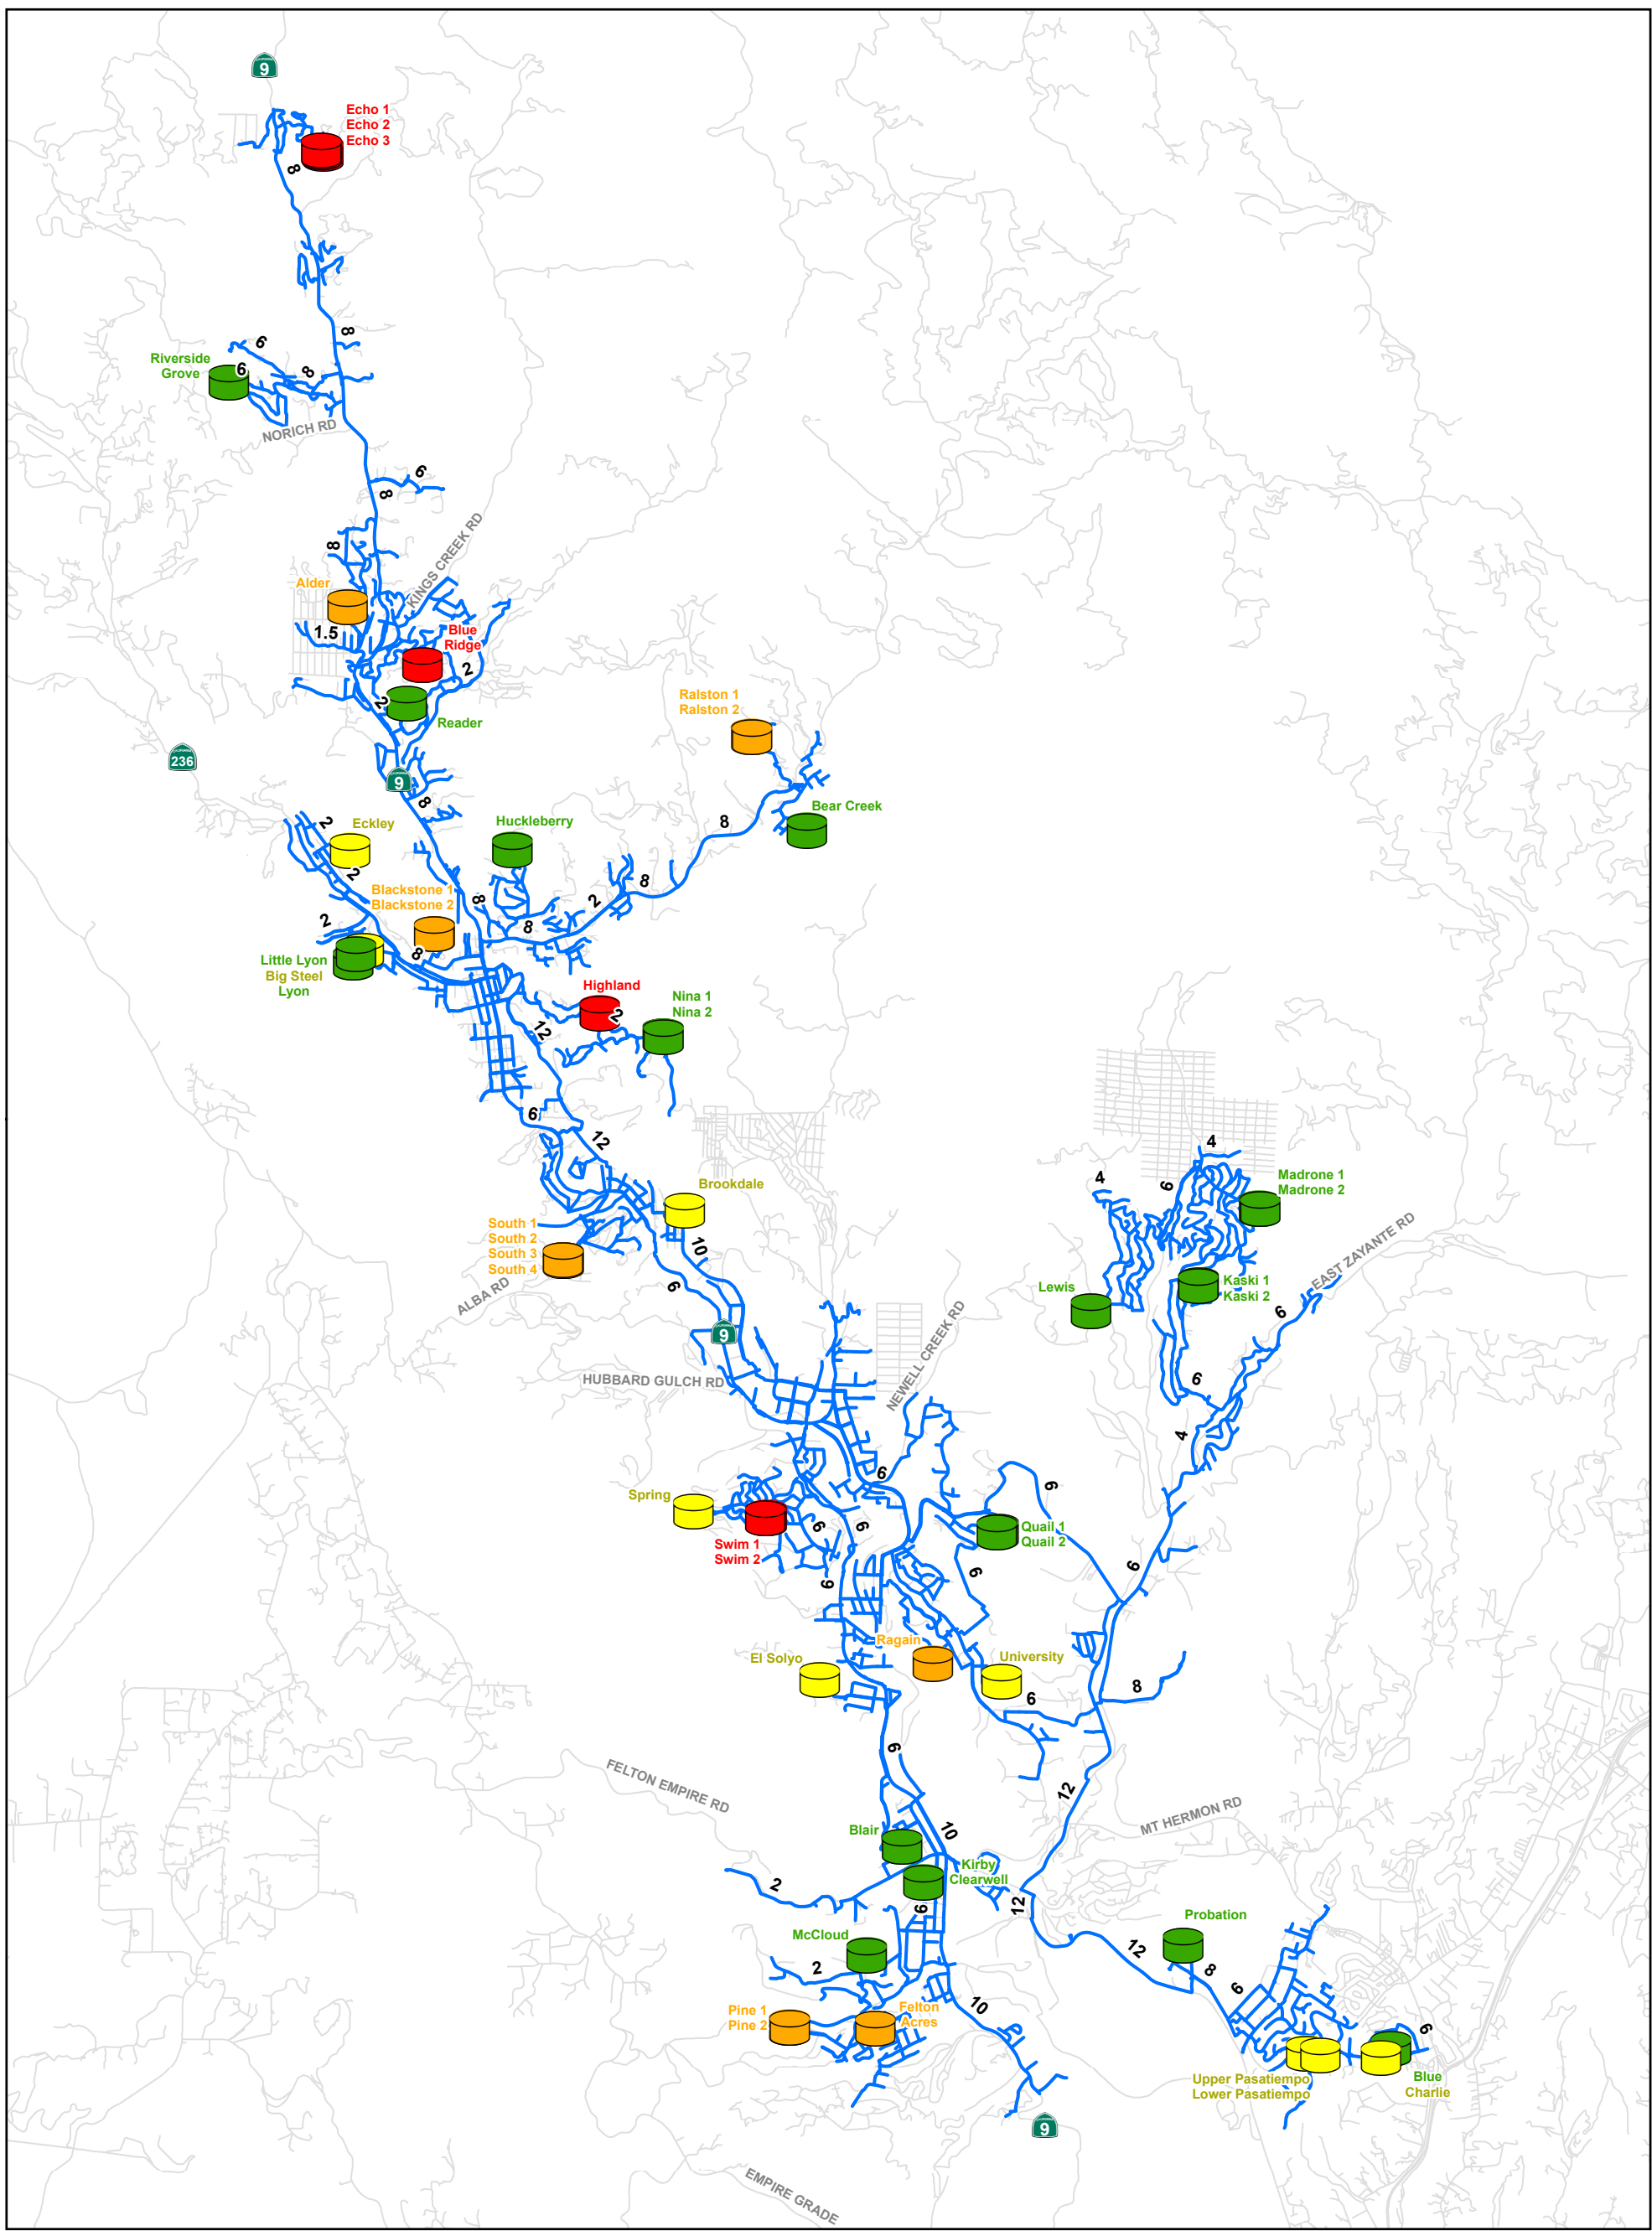 9
Echo 1
Echo 2
Echo 3
8
8
6
Riverside
Grove
6
8
NORICH RD
6
8
8
KINGS CREEK RD
Alder
1.5
Blue
Ridge
2
2
Reader
Ralston 1
Ralston 2
236
9
8
Bear Creek
8
2
Eckley
2
Huckleberry
Blackstone 1
Blackstone 2
8
8
2
8
2
8
Little Lyon
Big Steel
Lyon
Highland
2
Nina 1
Nina 2
12
6
12
4
4
6
Madrone 1
Madrone 2
Brookdale
South 1
South 2
South 3
South 4
10
6
ALBA RD
EAST ZAYANTE RD
Lewis
Kaski 1
Kaski 2
6
9
HUBBARD GULCH RD
NEWELL CREEK RD
6
4
6
6
Spring
Swim 1
Swim 2
6
6
6
Quail 1
Quail 2
6
6
Ragain
El Solyo
University
6
8
6
FELTON EMPIRE RD
12
MT HERMON RD
Blair
10
Kirby
Clearwell
2
6
12
McCloud
2
Probation
12
8
6
Pine 1
Pine 2
Felton
Acres
10
6
Upper Pasatiempo
Lower Pasatiempo
Blue
Charlie
9
EMPIRE GRADE